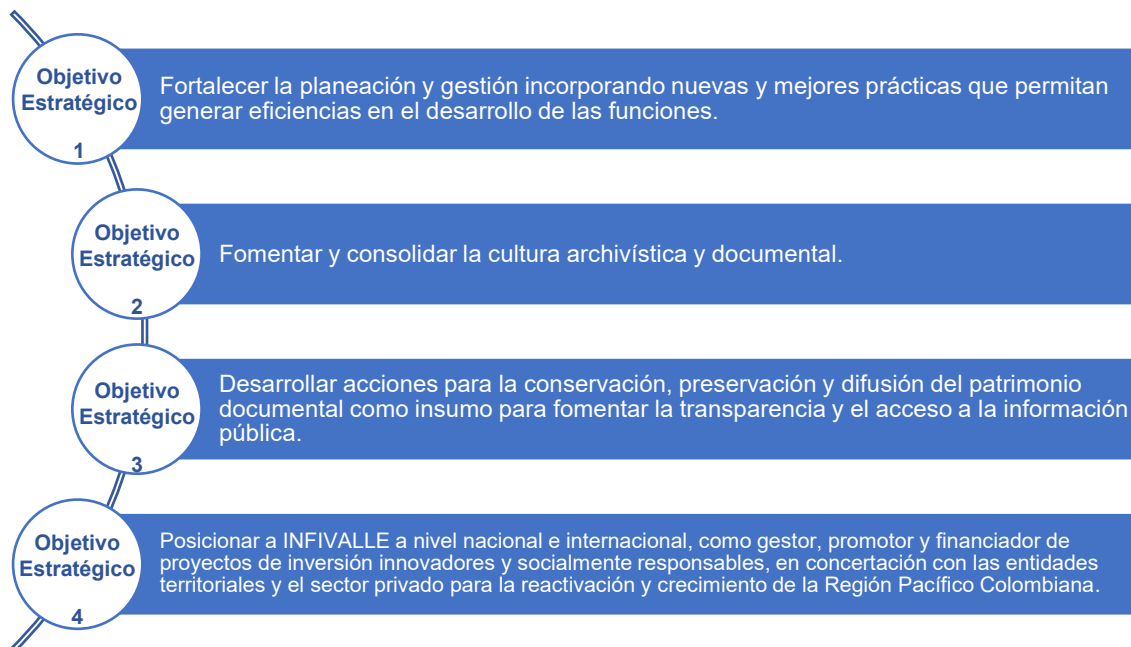 Objetivo
Estratégico
1
Fortalecer la planeación y gestión incorporando nuevas y mejores prácticas que permitan
generar eficiencias en el desarrollo de las funciones.
Objetivo
Estratégico
2
Fomentar y consolidar la cultura archivística y documental.
Objetivo
Estratégico
3
Desarrollar acciones para la conservación, preservación y difusión del patrimonio
documental como insumo para fomentar la transparencia y el acceso a la información
pública.
Objetivo
Estratégico
4
Posicionar a INFIVALLE a nivel nacional e internacional, como gestor, promotor y financiador de
proyectos de inversión innovadores y socialmente responsables, en concertación con las entidades
territoriales y el sector privado para la reactivación y crecimiento de la Región Pacífico Colombiana.